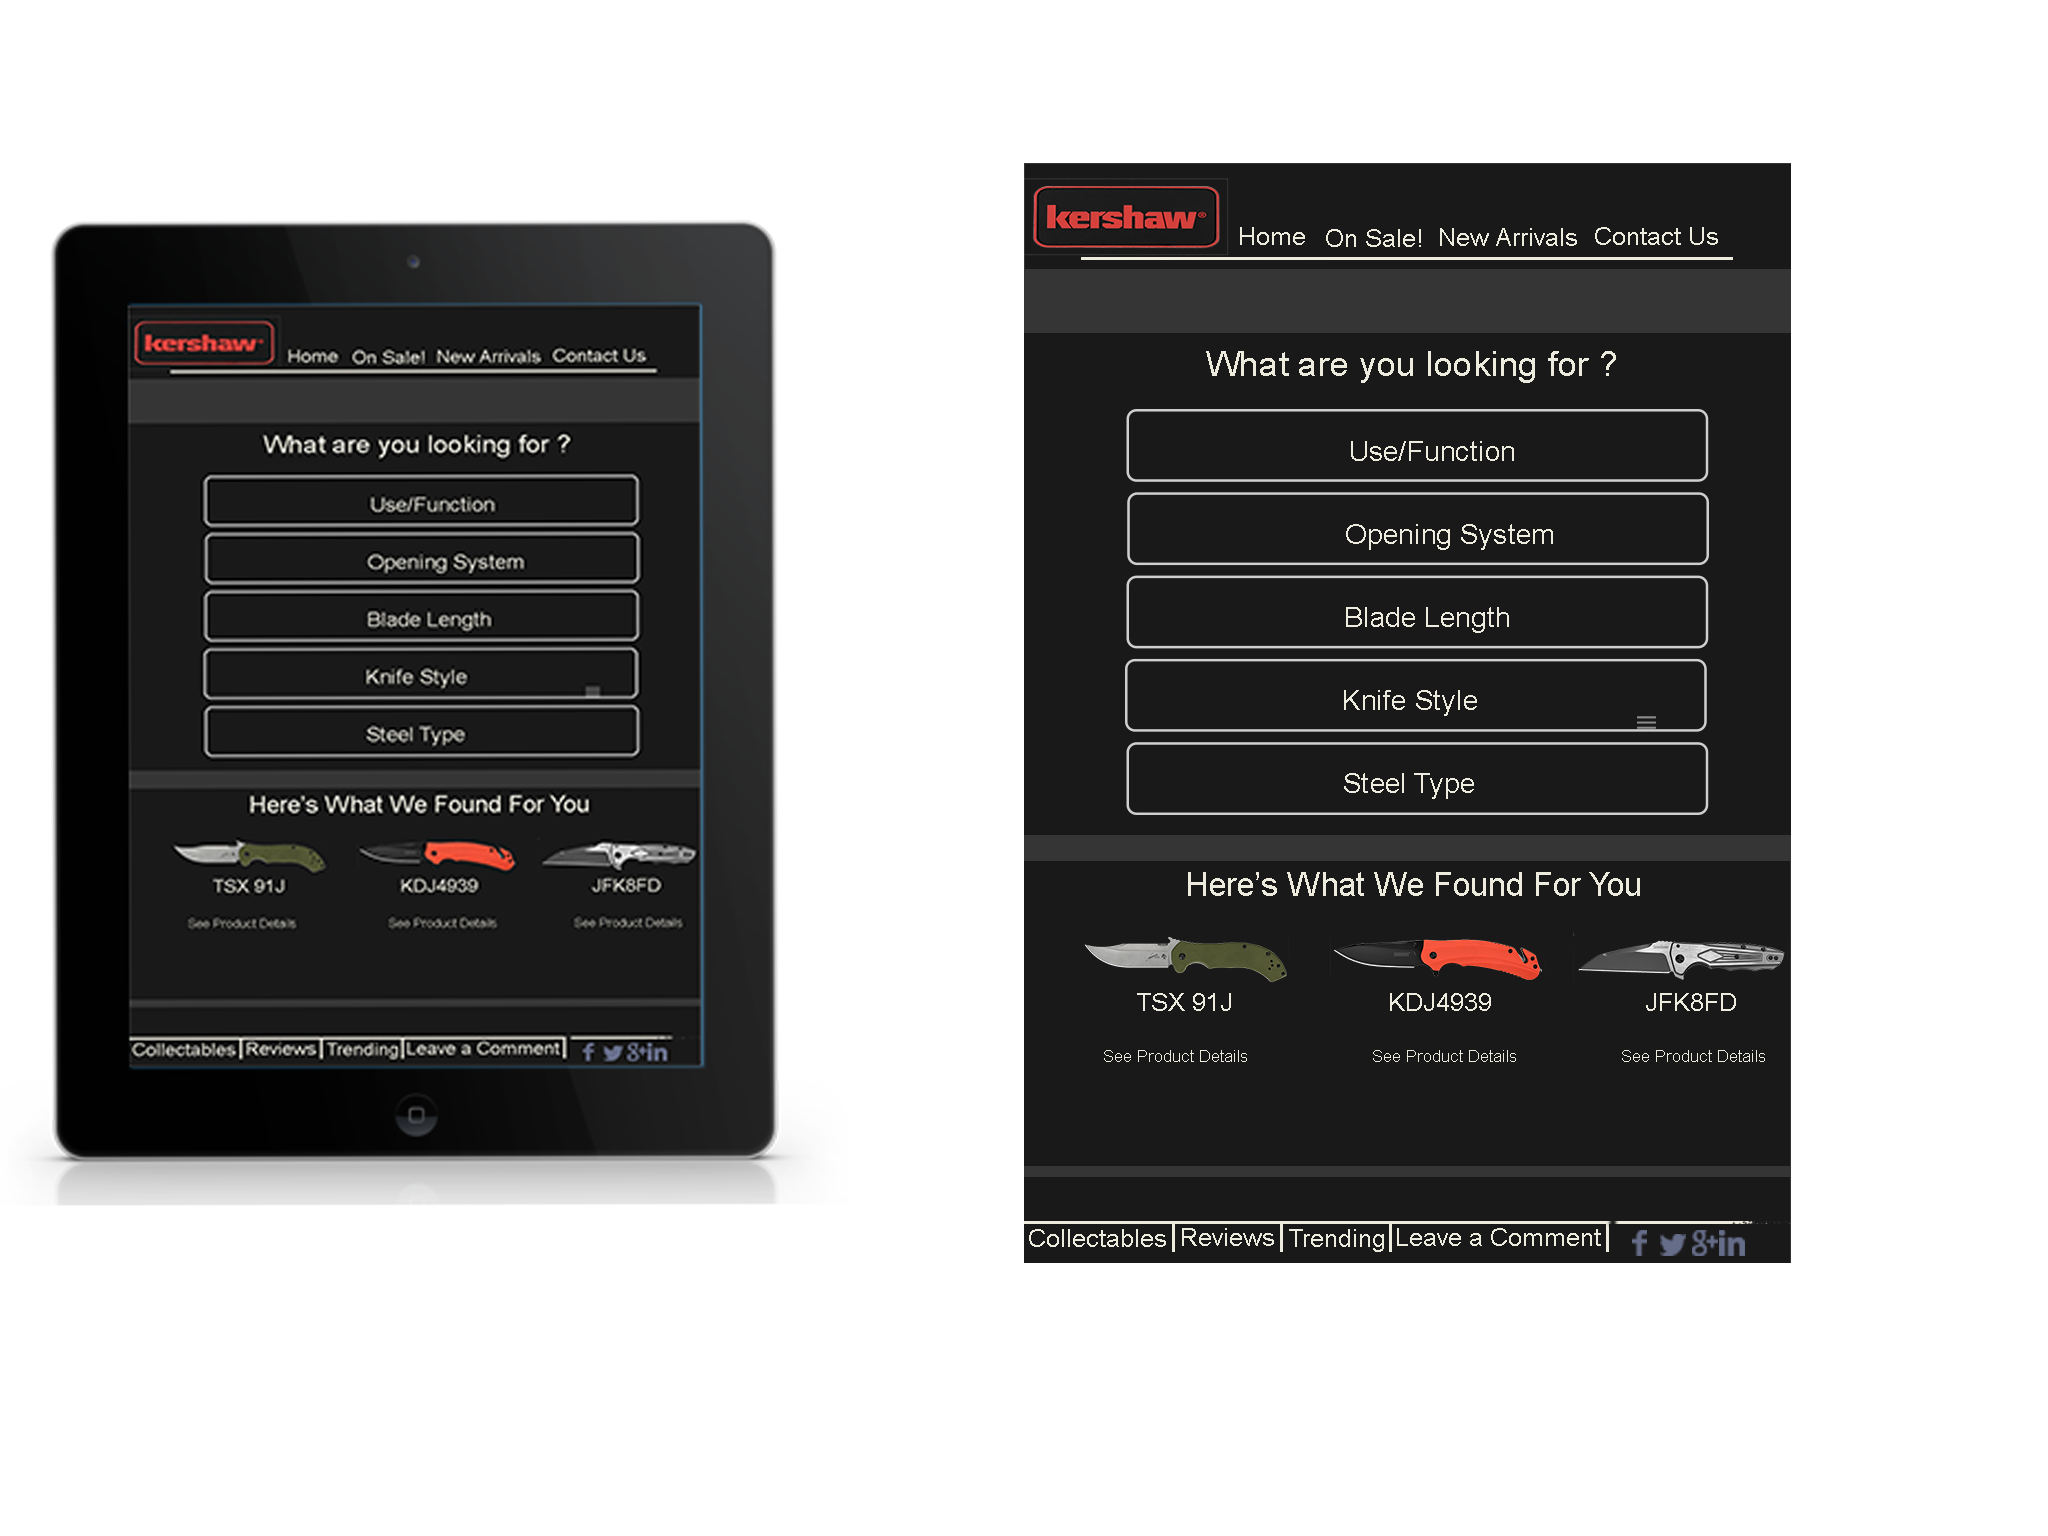 kershaw®
Home On Sale! New Arrivals Contact Us
What are you looking for ?
Use/Function
Opening System
Blade Length
Knife Style
Steel Type
Here's What We Found For You
TSX 91J KDJ4939 JFK8FD
See Product Details See Product Details See Product Details
Collectables Reviews Trending Leave a Comment f g+ in
kershaw®
Home On Sale! New Arrivals Contact Us
What are you looking for ?
Use/Function
Opening System
Blade Length
Knife Style
Steel Type
Here’s What We Found For You
TSX 91J KDJ4939 JFK8FD
See Product Details See Product Details See Product Details
Collectables Reviews Trending Leave a Comment f g+ in